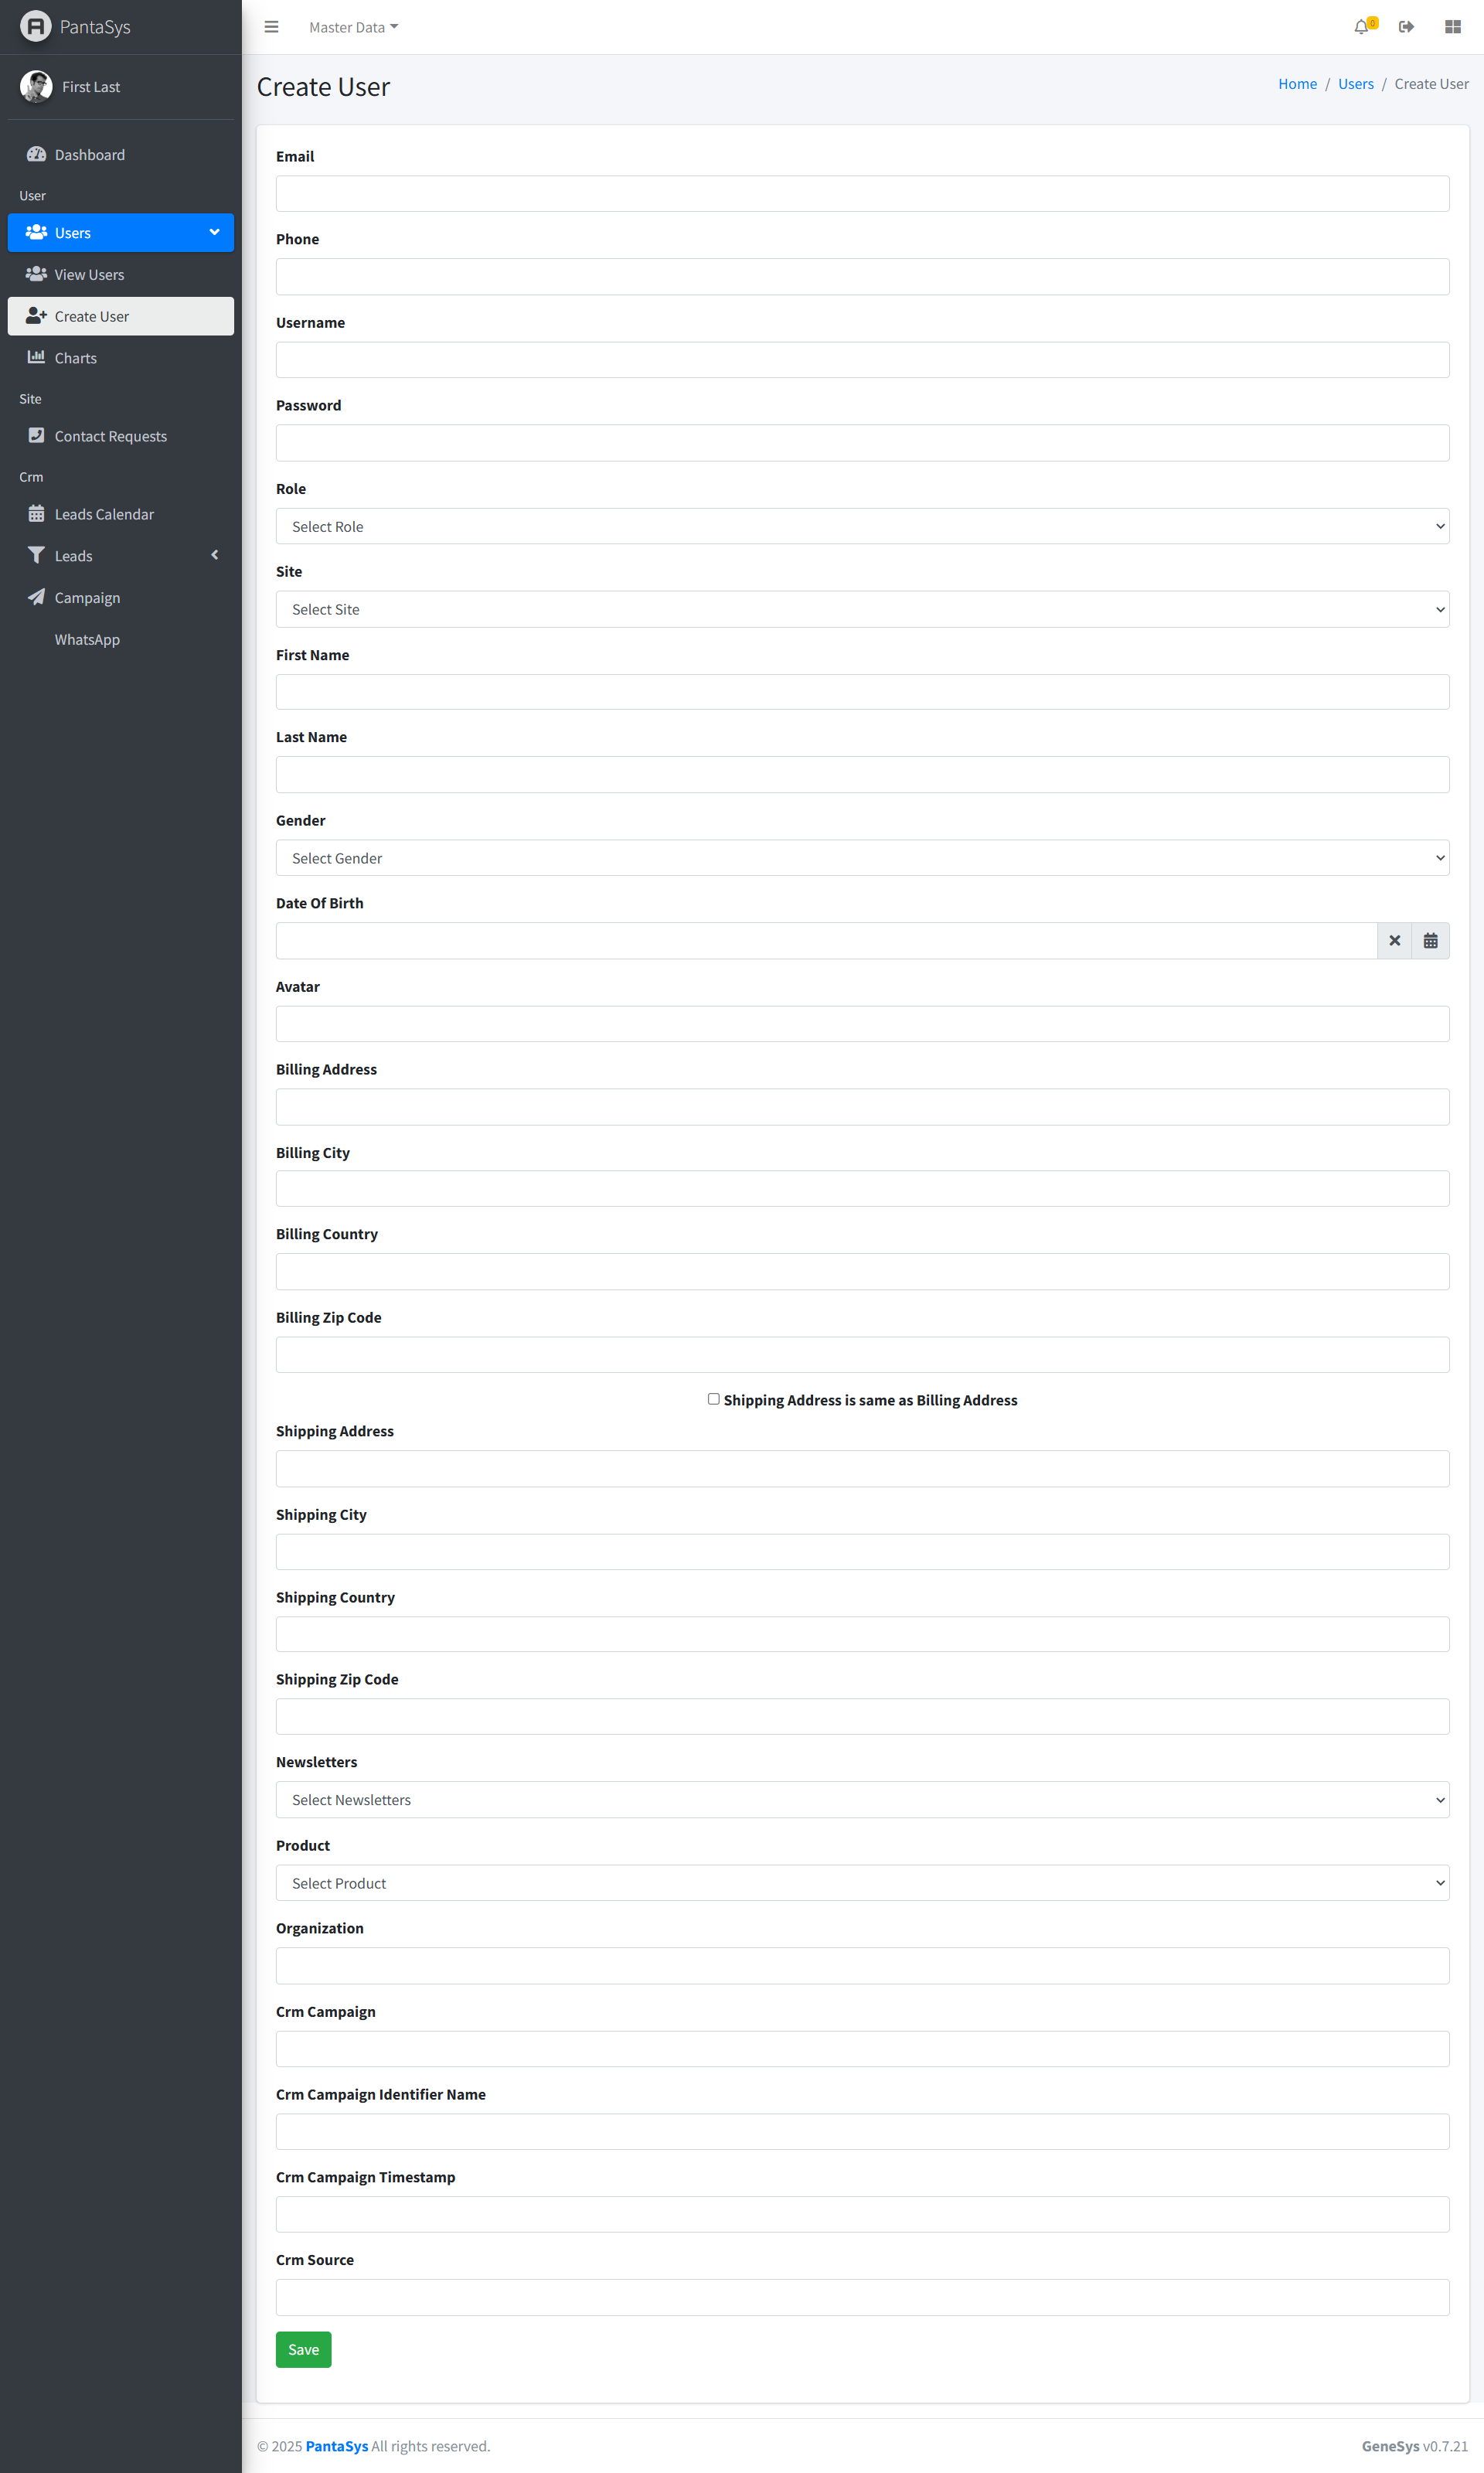 PantaSys
Master Data
0
First Last
Create User
Home / Users / Create User
Dashboard
User
Users
View Users
Create User
Charts
Site
Contact Requests
Crm
Leads Calendar
Leads
Campaign
WhatsApp
Email
Phone
Username
Password
Role
Select Role
Site
Select Site
First Name
Last Name
Gender
Select Gender
Date Of Birth
Avatar
Billing Address
Billing City
Billing Country
Billing Zip Code
Shipping Address is same as Billing Address
Shipping Address
Shipping City
Shipping Country
Shipping Zip Code
Newsletters
Select Newsletters
Product
Select Product
Organization
Crm Campaign
Crm Campaign Identifier Name
Crm Campaign Timestamp
Crm Source
Save
© 2025 PantaSys All rights reserved.
GeneSys v0.7.21